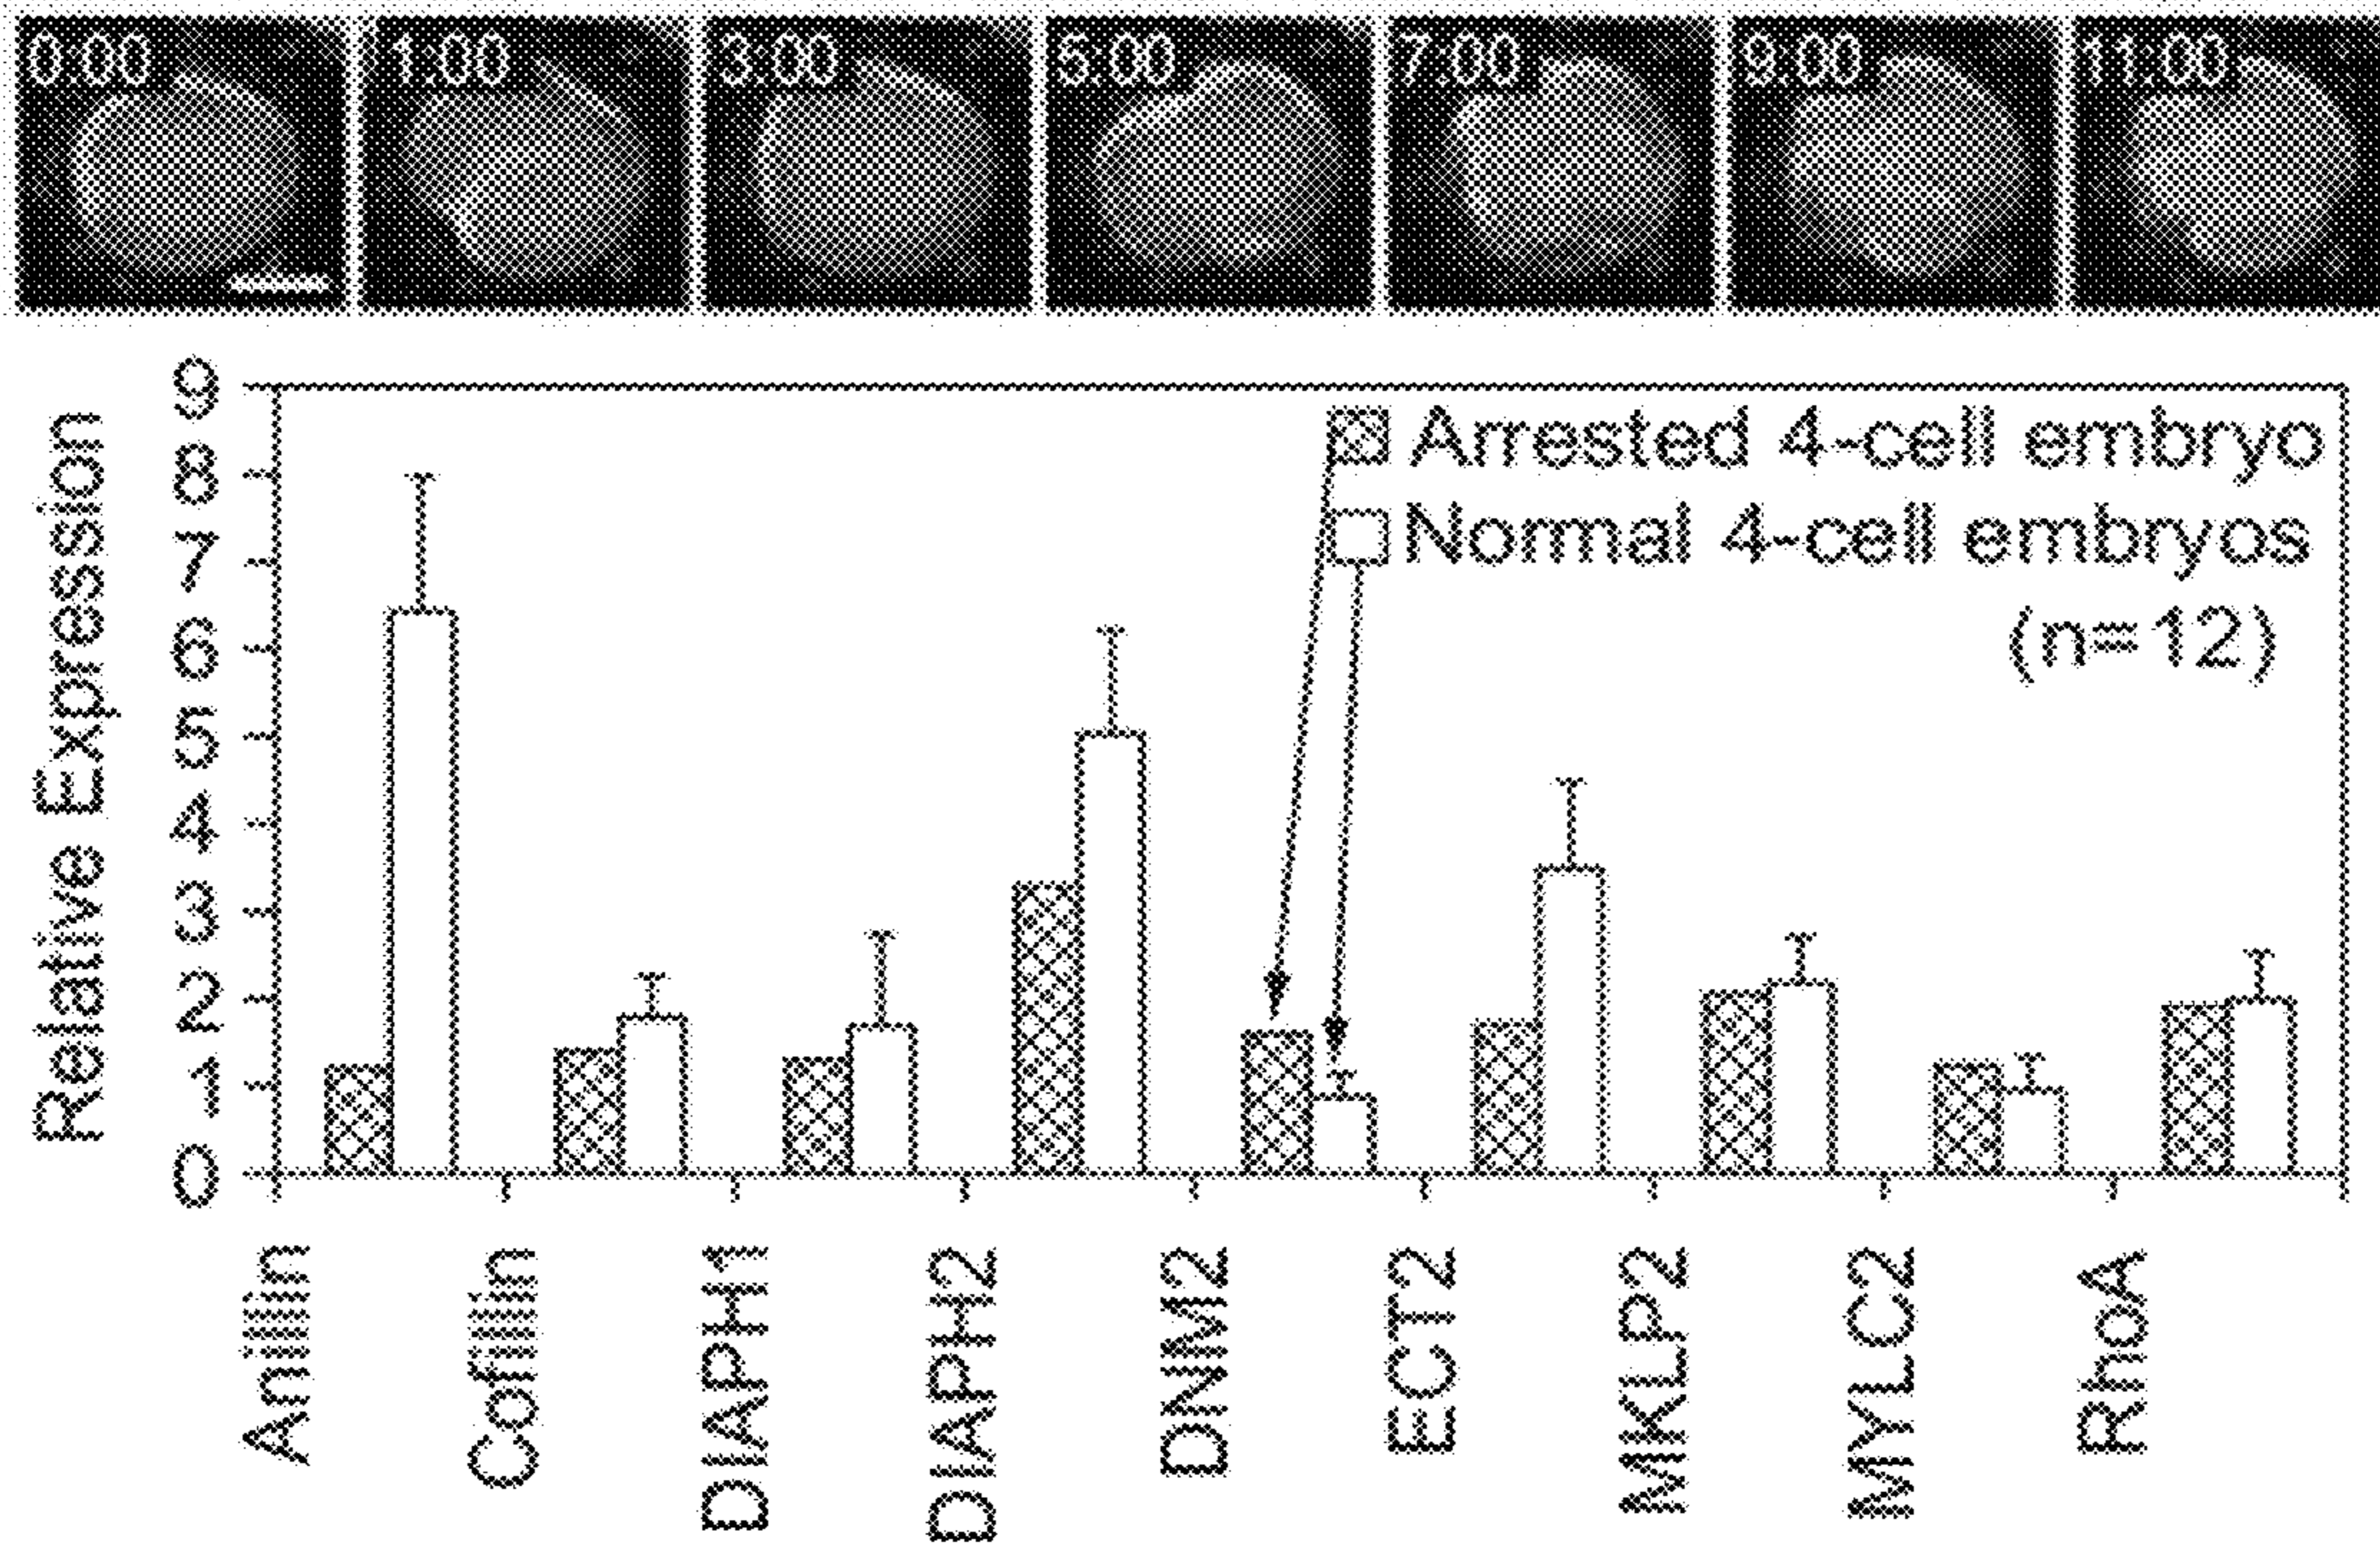 0:00 1:00 3:00 5:00 7:00 9:00 11:00
Relative Expression
9
8
7
6
5
4
3
2
1
0
Arrested 4-cell embryo
Normal 4-cell embryos
(n=12)
Anillin
Cofilin
DIAPH1
DIAPH2
DNM2
ECT2
MKLP2
MYLC2
RhoA